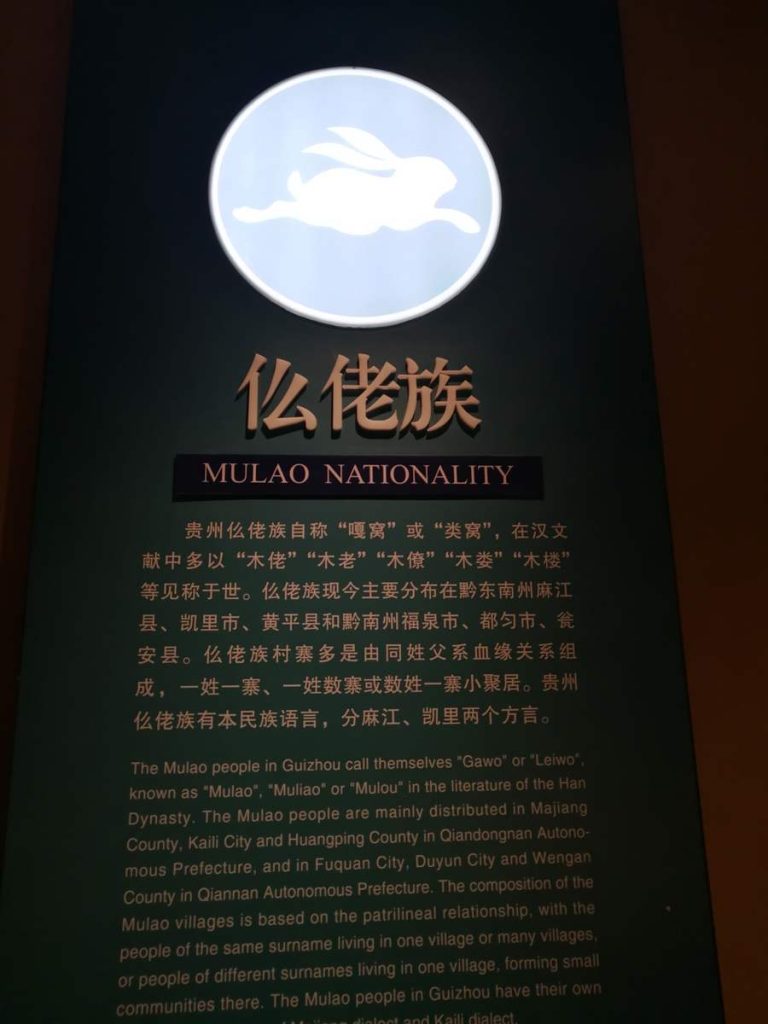 仫佬族
MULAO NATIONALITY
贵州仫佬族自称“嘎窝”或“类窝”，在汉文
献中多以“木佬”“木老”“木僚”“木娄”“木楼”
等见称于世。仫佬族现今主要分布在黔东南州麻江
县、凯里市、黄平县和黔南州福泉市、都匀市、瓮
安县。仫佬族村寨多是由同姓父系血缘关系组
成，一姓一寨、一姓数寨或数姓一寨小聚居。贵州
仫佬族有本民族语言，分麻江、凯里两个方言。
The Mulao people in Guizhou call themselves "Gawo" or "Leiwo",
known as "Mulao", "Muliao" or "Mulou" in the literature of the Han
Dynasty. The Mulao people are mainly distributed in Majiang
County, Kaili City and Huangping County in Qiandongnan Autono-
mous Prefecture, and in Fuquan City, Duyun City and Wengan
County in Qiannan Autonomous Prefecture. The composition of the
Mulao villages is based on the patrilineal relationship, with the
people of the same surname living in one village or many villages,
or people of different surnames living in one village, forming small
communities there. The Mulao people in Guizhou have their own
of Majiang dialect and Kaili dialect.